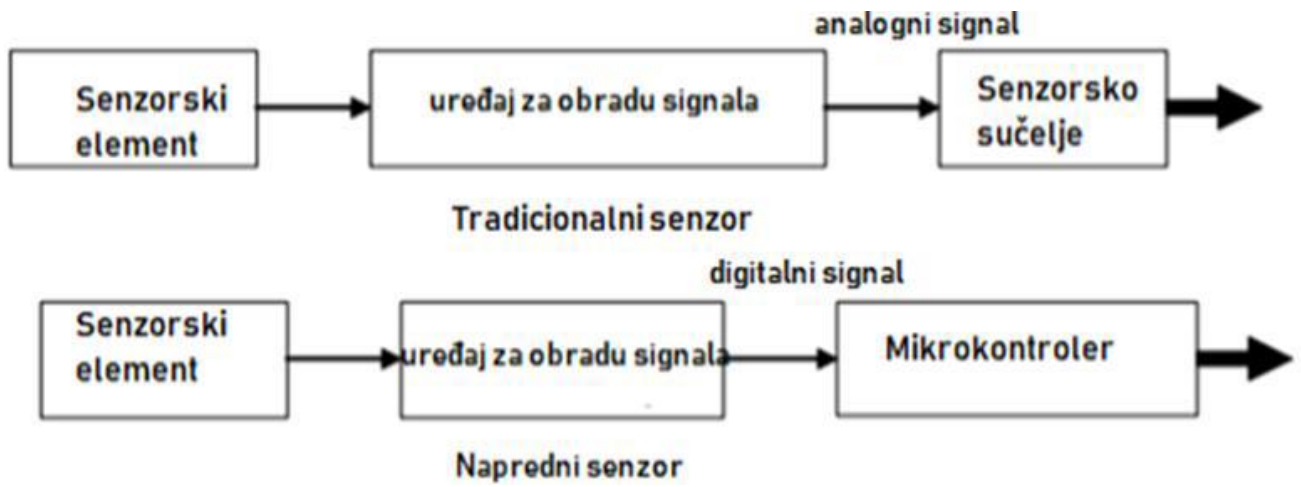 analogni signal
Senzorski
element
uređaj za obradu signala
Senzorsko
sučelje
Tradicionalni senzor
digitalni signal
Senzorski
element
uređaj za obradu signala
Mikrokontroler
Napredni senzor